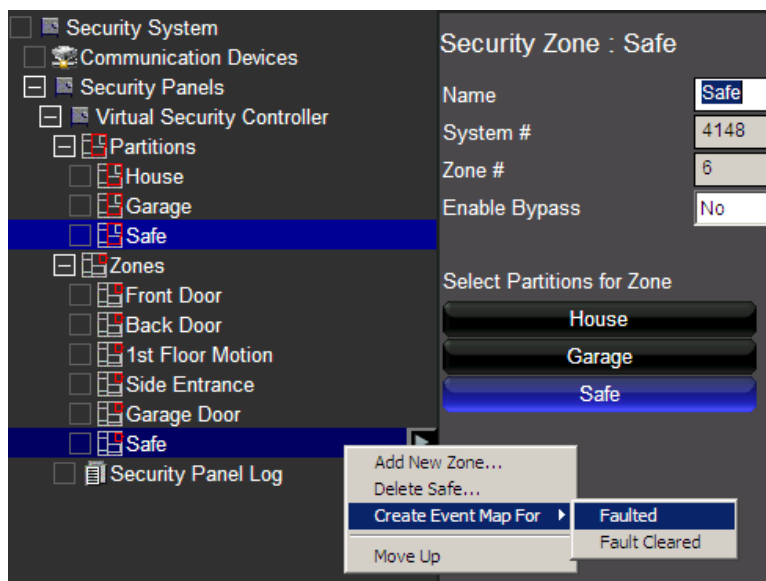 Security System
Communication Devices
Security Panels
Virtual Security Controller
Partitions
House
Garage
Safe
Zones
Front Door
Back Door
1st Floor Motion
Side Entrance
Garage Door
Safe
Security Panel Log
Security Zone : Safe
Name Safe
System # 4148
Zone # 6
Enable Bypass No
Select Partitions for Zone
House
Garage
Safe
Add New Zone...
Delete Safe...
Create Event Map For
Move Up
Faulted
Fault Cleared